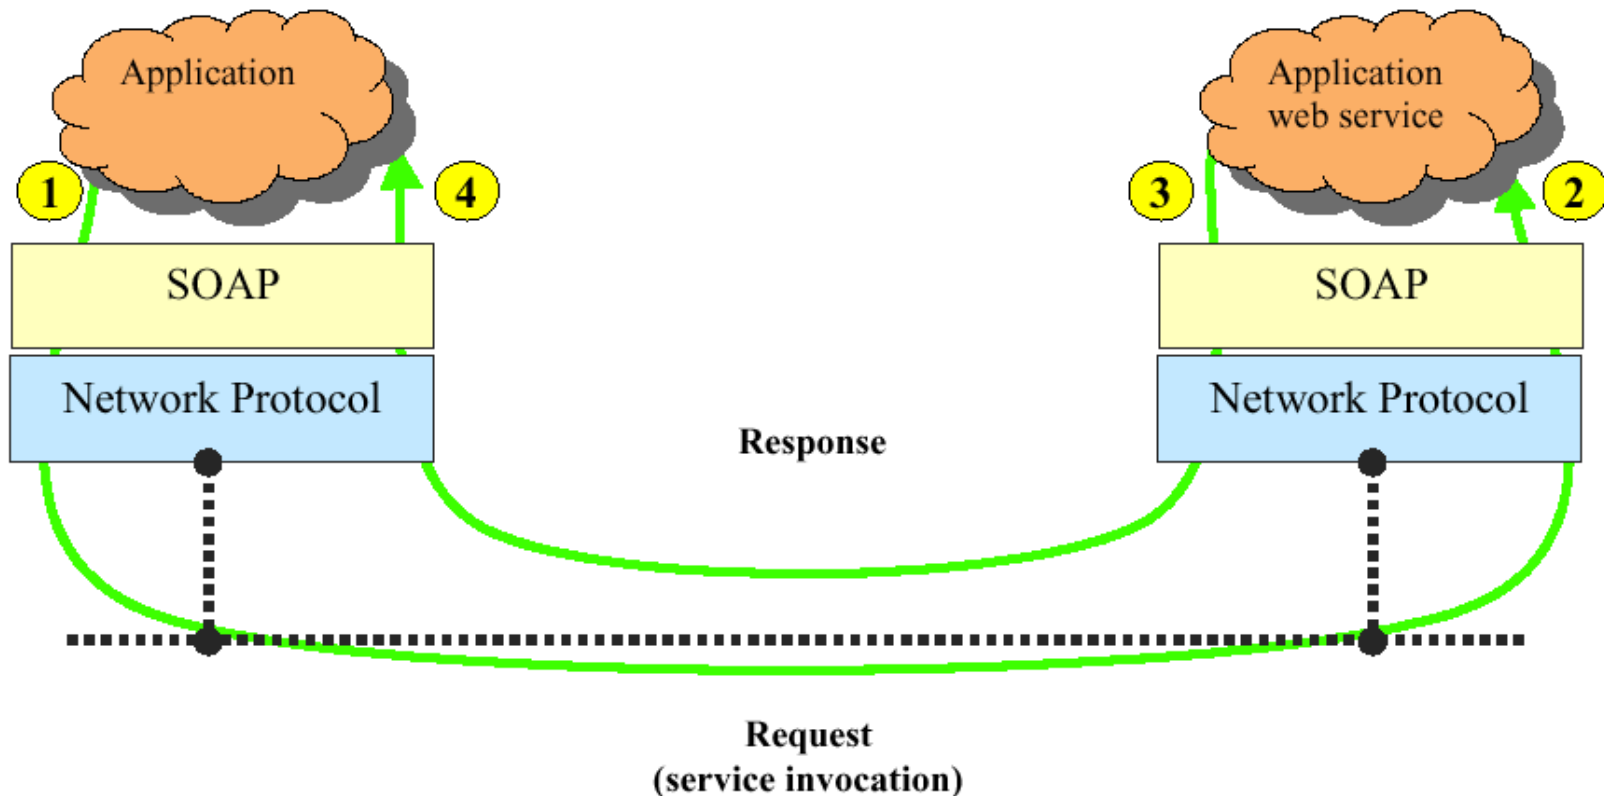 Application
Application
web service
1
4
3
2
SOAP
SOAP
Network Protocol
Network Protocol
Response
Request
(service invocation)